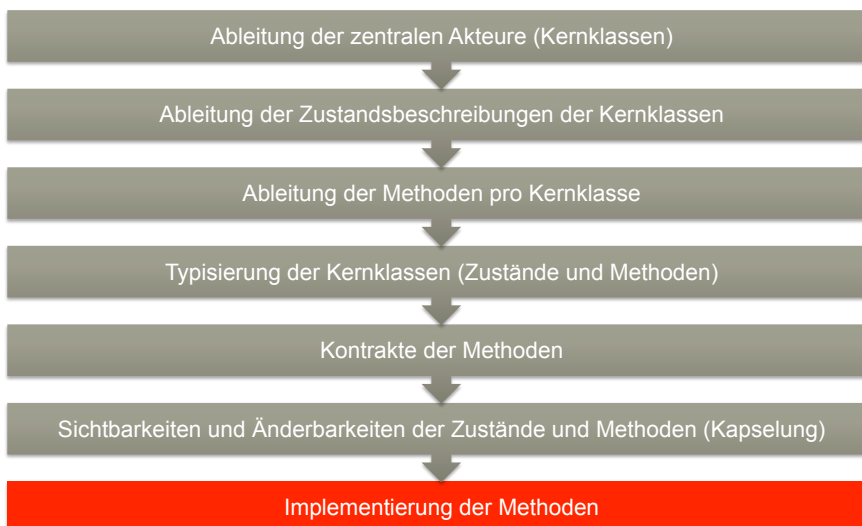 Ableitung der zentralen Akteure (Kernklassen)
Ableitung der Zustandsbeschreibungen der Kernklassen
Ableitung der Methoden pro Kernklasse
Typisierung der Kernklassen (Zustände und Methoden)
Kontrakte der Methoden
Sichtbarkeiten und Änderbarkeiten der Zustände und Methoden (Kapselung)
Implementierung der Methoden